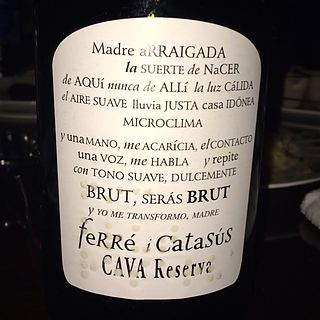 Madre aRRAIGADA
la SUERTE de NaCER
de AQUí nunca de ALLí la luz CáLIDA
el AIRE SUAVE lluvia JUSTA casa IDÓNEA
MICROCLIMA
y una MANO, me ACARÍCIA, el CONTACTO
una VOZ, me HABLA y repite
con TONO SUAVE, DULCEMENTE
BRUT, SERÁS BRUT
Y YO ME TRANSFORMO, MADRE
feRRé i CataSúS
CAVA Reserva